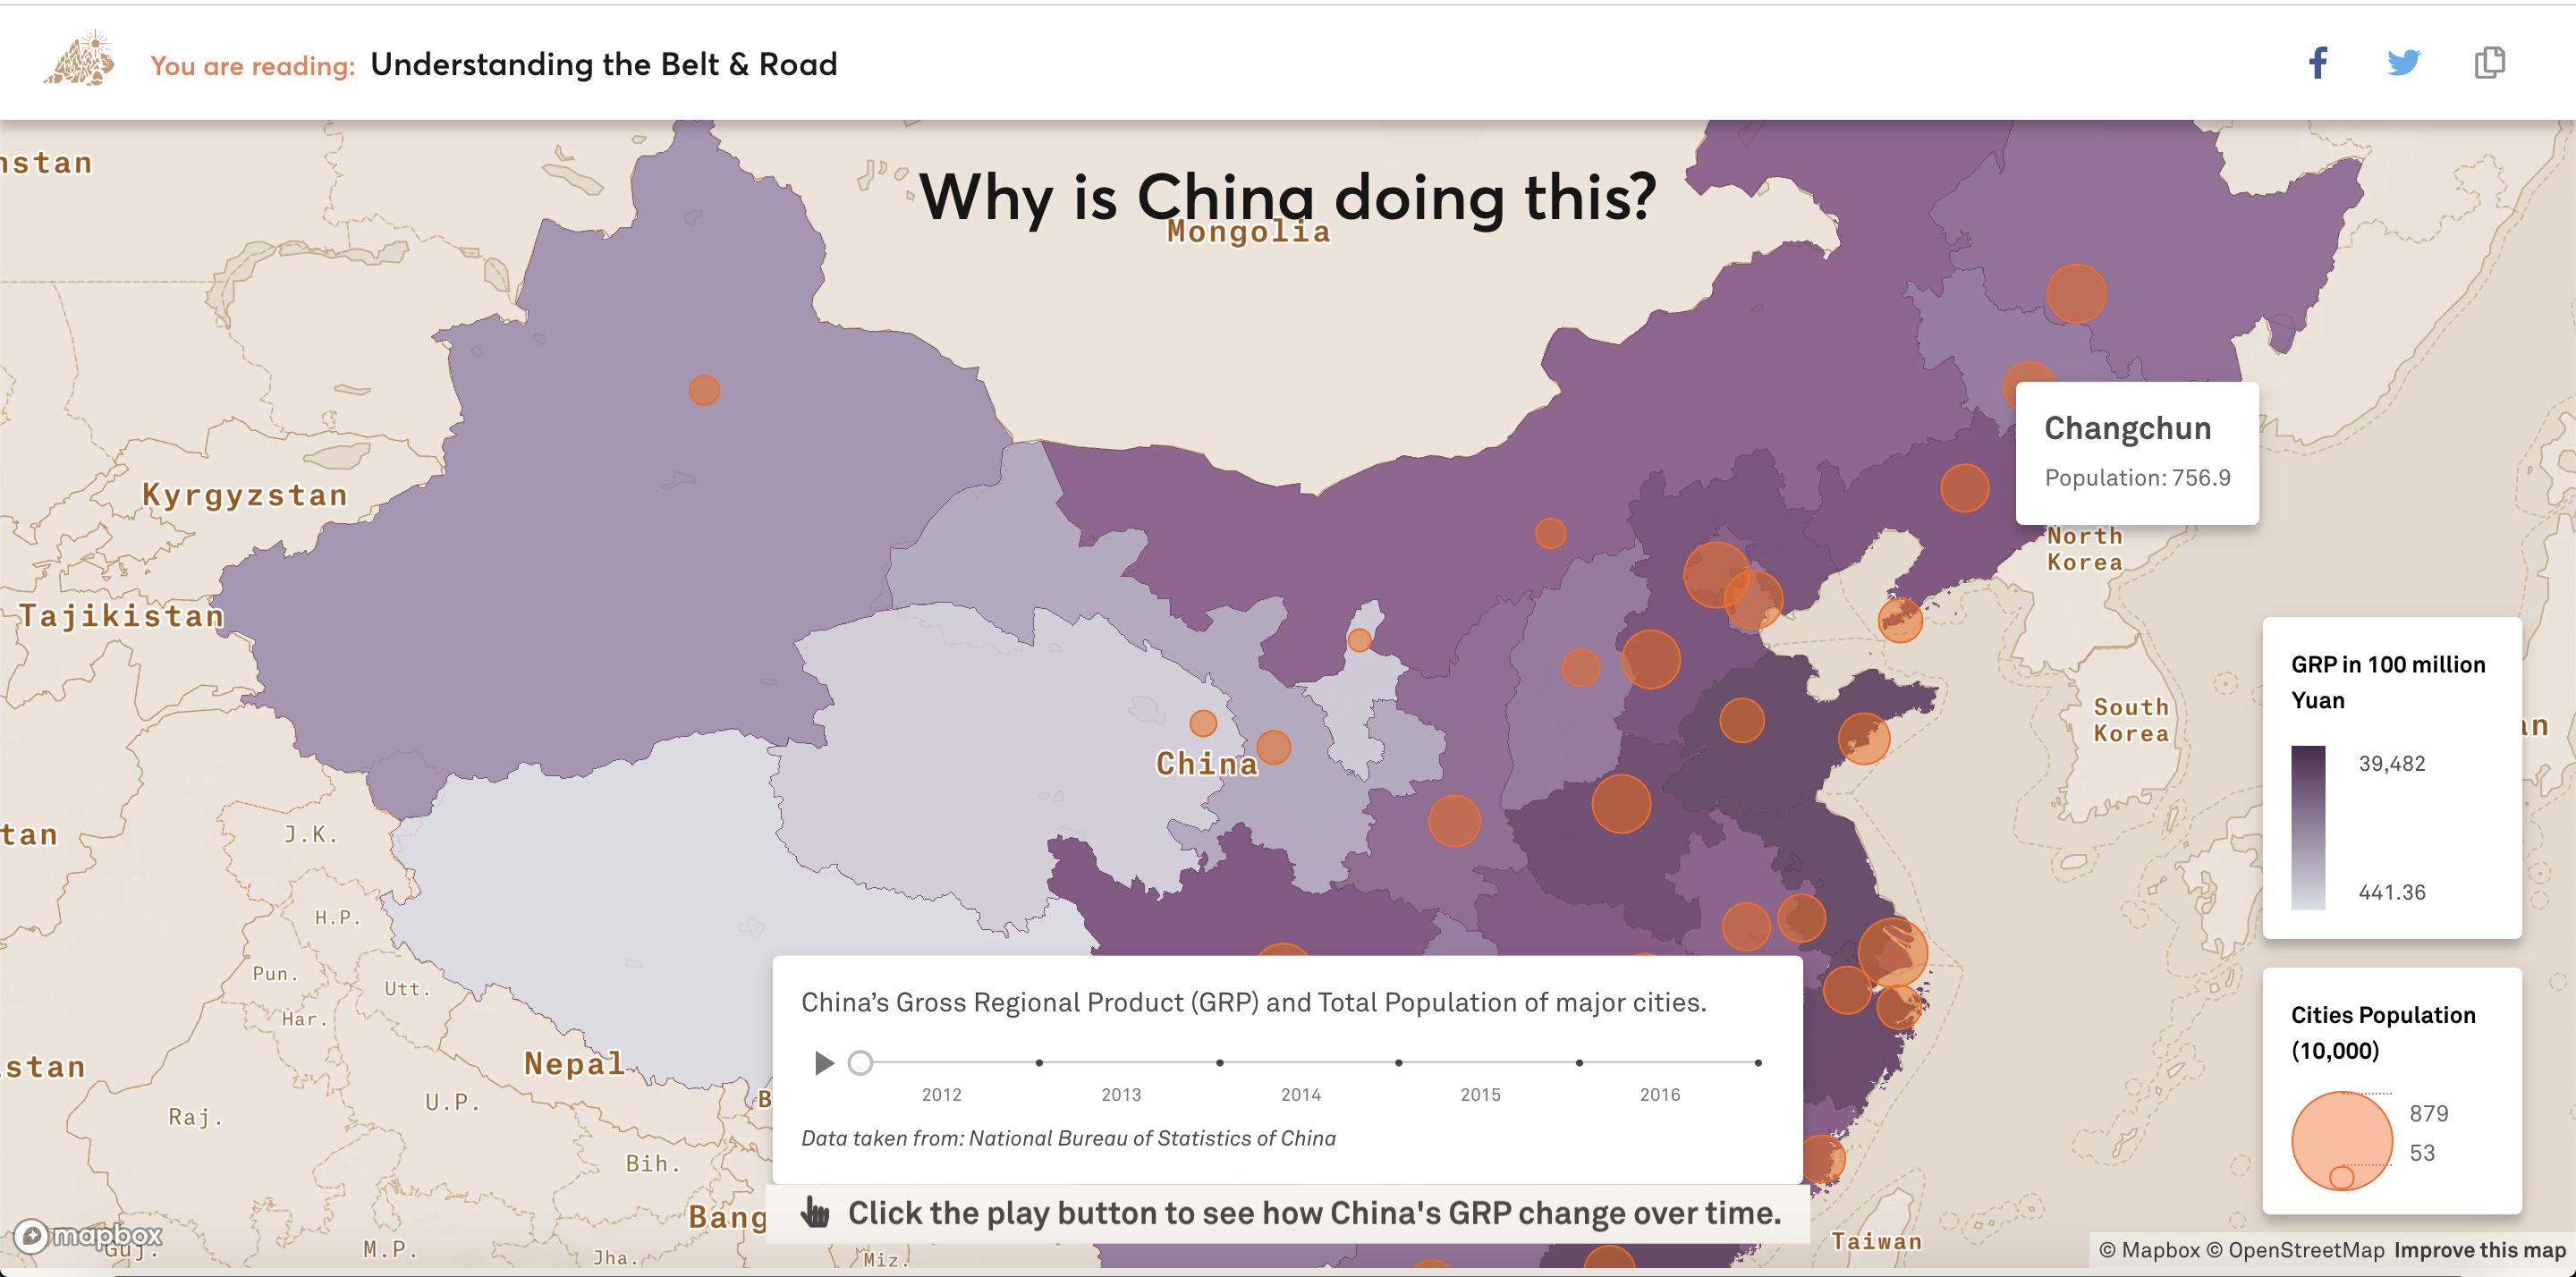 You are reading: Understanding the Belt & Road
nstan
Why is China doing this?
Mongolia
Kyrgyzstan
Changchun
Population: 756.9
North
Korea
Tajikistan
GRP in 100 million
Yuan
39,482
441.36
South
Korea
an
China
J.K.
tan
H.P.
Pun.
Utt.
Har.
China’s Gross Regional Product (GRP) and Total Population of major cities.
Cities Population
(10,000)
879
53
stan
Nepal
2012 2013 2014 2015 2016
U.P.
B
Raj.
Data taken from: National Bureau of Statistics of China
Bih.
Bang
Click the play button to see how China's GRP change over time.
mapbox
Guj.
M.P.
Jha.
Miz.
Taiwan
© Mapbox © OpenStreetMap Improve this map